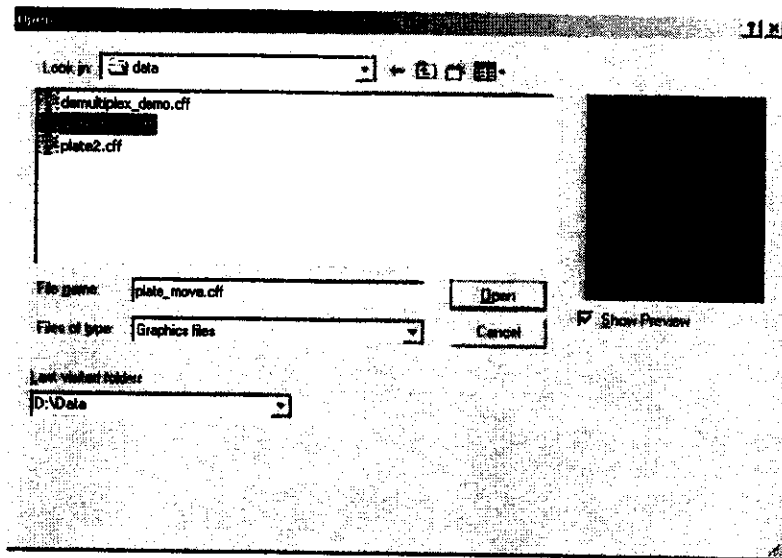 Open
Look in: data
demultiplex_demo.cff
plate2.cff
File name: plate_move.cff
Open
Files of type: Graphics files
Cancel
Show Preview
Last visited folder
D:\Data